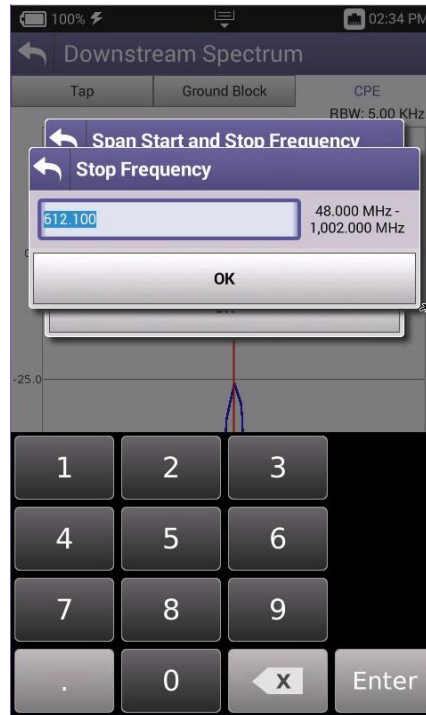 100%
02:34 PM
Downstream Spectrum
Tap
Ground Block
CPE
RBW: 5.00 KHz
Span Start and Stop Frequency
Stop Frequency
612.100
48.000 MHz -
1,002.000 MHz
OK
-25.0
1 2 3
4 5 6
7 8 9
. 0 X Enter